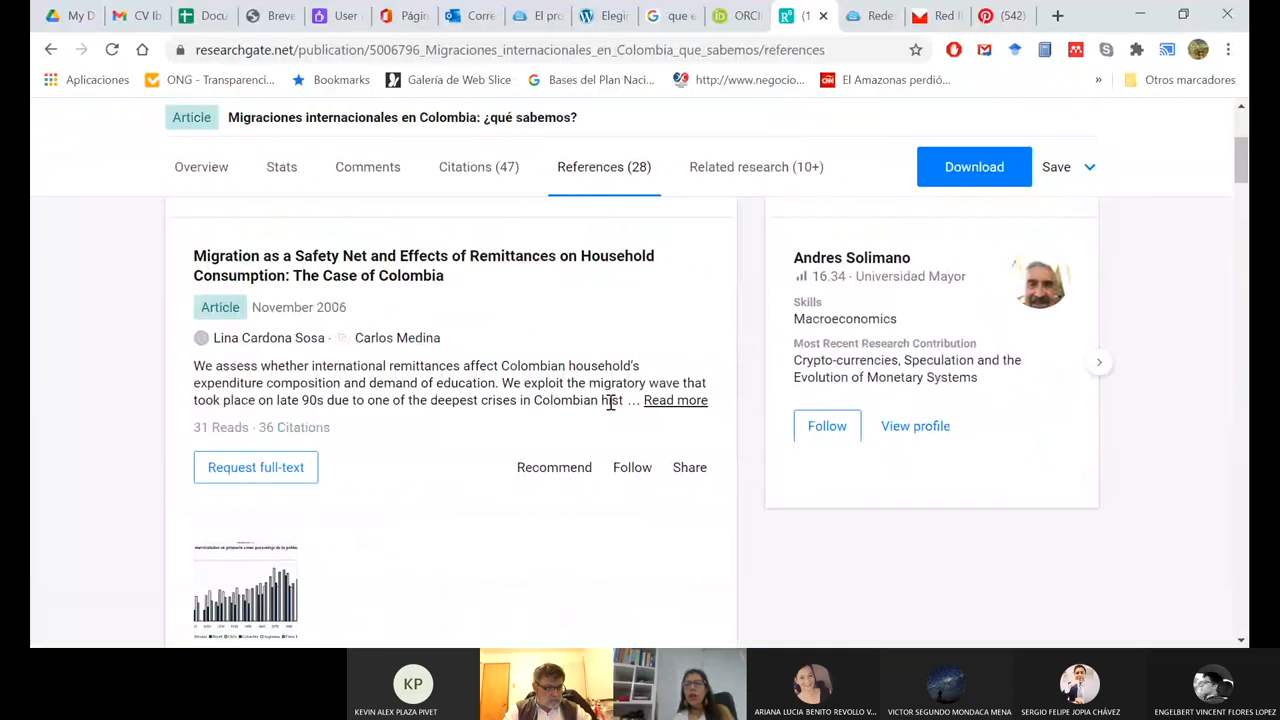 My D
CV Ib
Docu
Breve
User
Págin
Corre
El pro
Elegir
que e
ORCI
(1
Rede:
Red II
(542)
researchgate.net/publication/5006796_Migraciones_internacionales_en_Colombia_que_sabemos/references
Aplicaciones
ONG - Transparenci...
Bookmarks
Galería de Web Sice
Bases del Plan Naci...
http://www.negocio...
El Amazonas perdió...
»
Otros marcadores
Article
Migraciones internacionales en Colombia: ¿qué sabemos?
Overview
Stats
Comments
Citations (47)
References (28)
Related research (10+)
Download
Save
Migration as a Safety Net and Effects of Remittances on Household
Consumption: The Case of Colombia
Article
November 2006
Lina Cardona Sosa · Carlos Medina
We assess whether international remittances affect Colombian household's
expenditure composition and demand of education. We exploit the migratory wave that
took place on late 90s due to one of the deepest crises in Colombian hist … Read more
31 Reads · 36 Citations
Request full-text
Recommend
Follow
Share
Andres Solimano
16.34 · Universidad Mayor
Skills
Macroeconomics
Most Recent Research Contribution
Crypto-currencies, Speculation and the
Evolution of Monetary Systems
Follow
View profile
KP
KEVIN ALEX PLAZA PIVET
ARIANA LUCIA BENITO REVOLLO V...
VICTOR SEGUNDO MONDACA MENA
SERGIO FELIPE JOPIA CHÁVEZ
ENGELBERT VINCENT FLORES LOPEZ